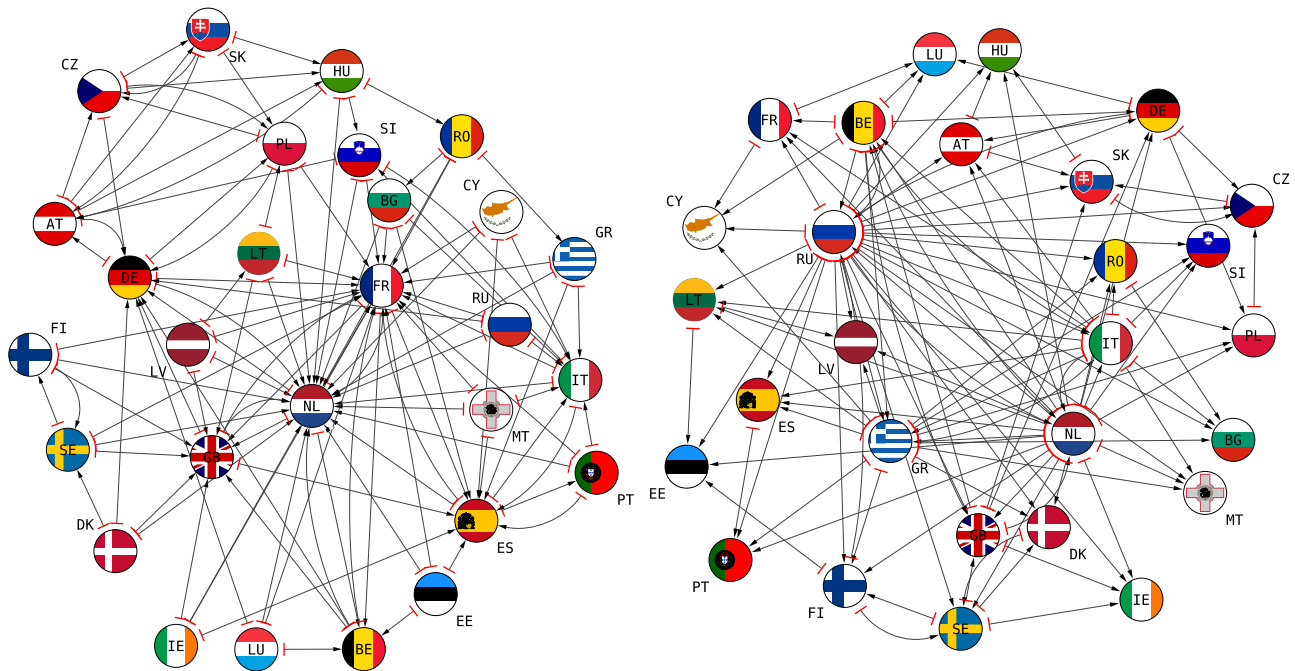 SK
CZ
HU
RO
SI
PL
CY
BG
AT
GR
LT
DE
FR
RU
FI
LV
IT
NL
MT
SE
GB
PT
DK
ES
EE
IE
LU
BE
HU
LU
DE
FR
BE
AT
SK
CZ
CY
RU
RO
SI
LT
PL
IT
LV
ES
NL
BG
GR
EE
MT
GB
DK
PT
FI
IE
SE